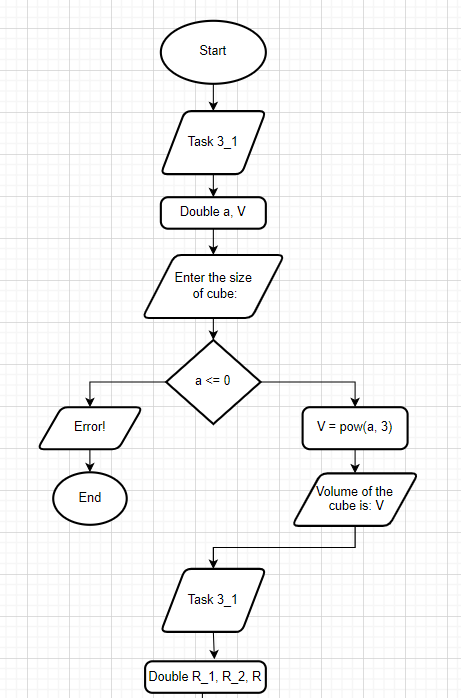 Start
Task 3_1
Double a, V
Enter the size
of cube:
a <= 0
Error!
V = pow(a, 3)
End
Volume of the
cube is: V
Task 3_1
Double R_1, R_2, R